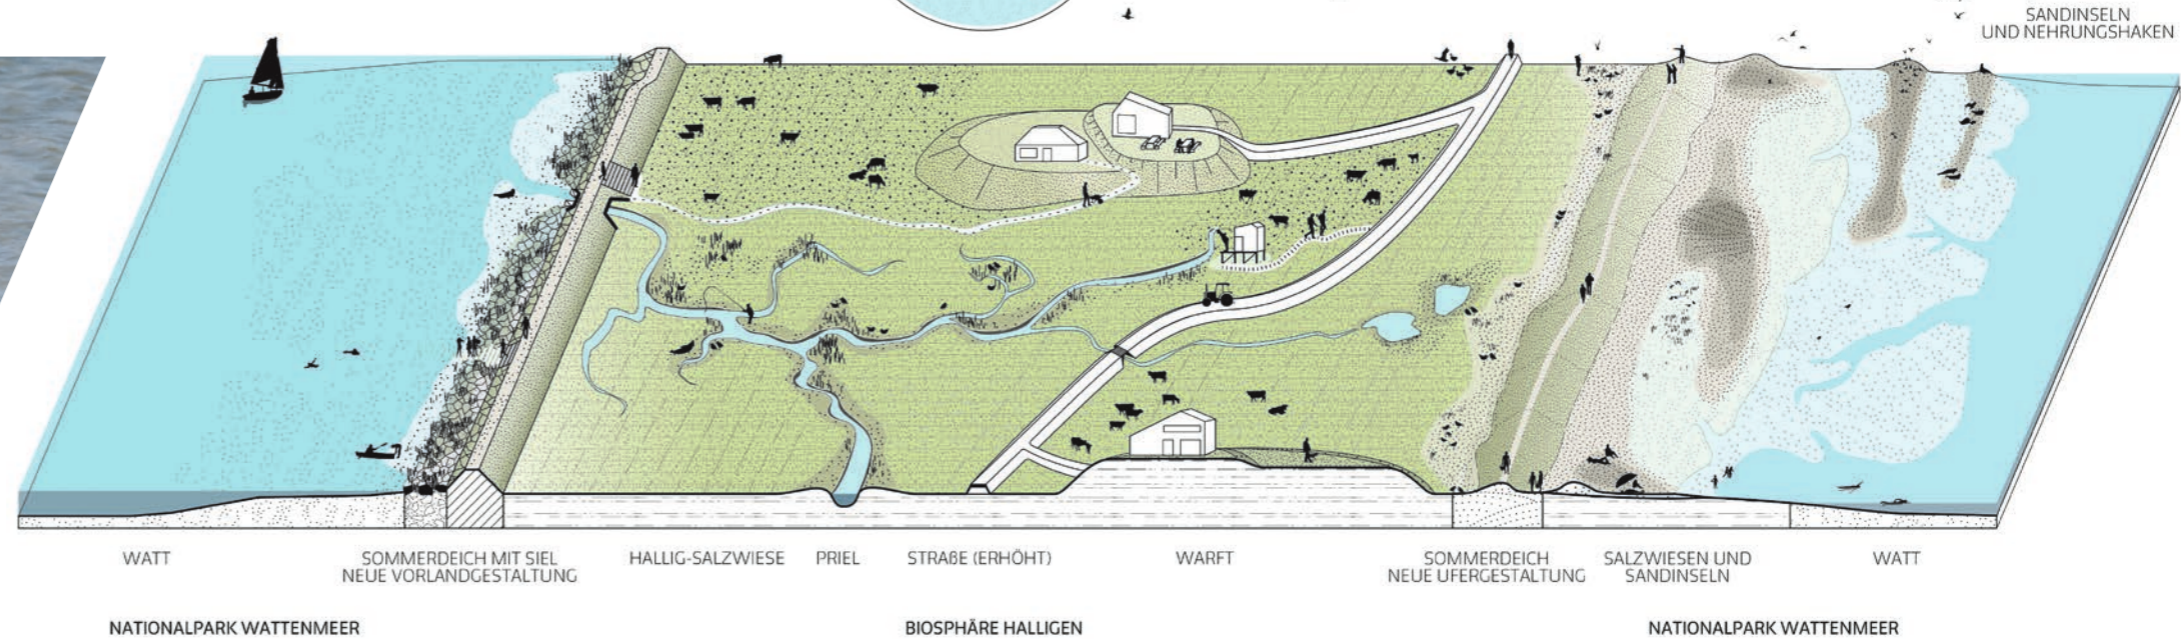 SANDINSELN
UND NEHRUNGSHAKEN
WATT
SOMMERDEICH MIT SIEL
NEUE VORLANDGESTALTUNG
HALLIG-SALZWIESE
PRIEL
STRAßE (ERHÖHT)
WARFT
SOMMERDEICH
NEUE UFERGESTALTUNG
SALZWIESEN UND
SANDINSELN
WATT
NATIONALPARK WATTENMEER
BIOSPHÄRE HALLIGEN
NATIONALPARK WATTENMEER